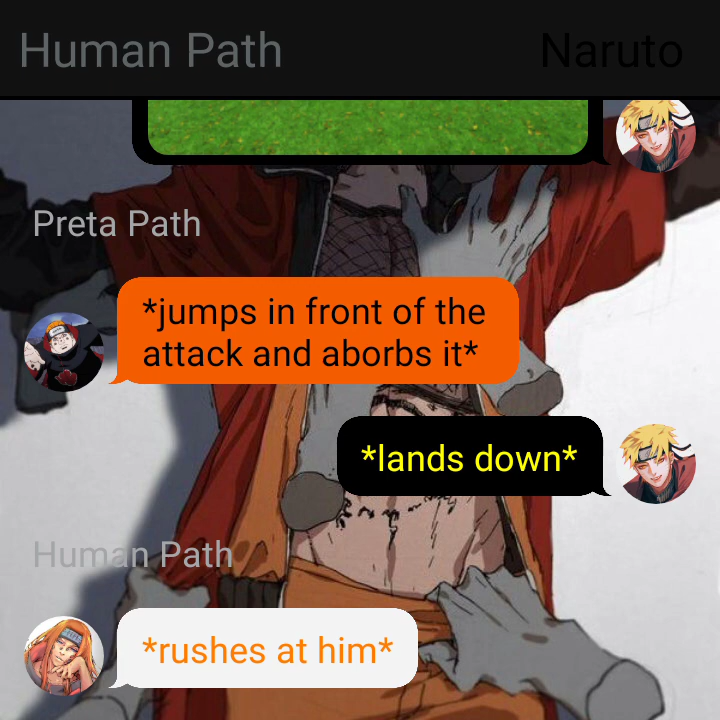 Human Path
Naruto
Preta Path
*jumps in front of the
attack and aborbs it*
*lands down*
Human Path
*rushes at him*